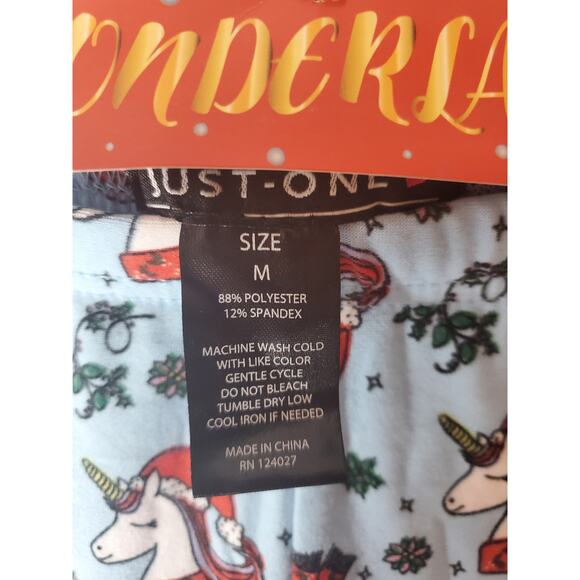 ONDERLA
JUST-ONE
SIZE
M
88% POLYESTER
12% SPANDEX
MACHINE WASH COLD
WITH LIKE COLOR
GENTLE CYCLE
DO NOT BLEACH
TUMBLE DRY LOW
COOL IRON IF NEEDED
MADE IN CHINA
RN 124027